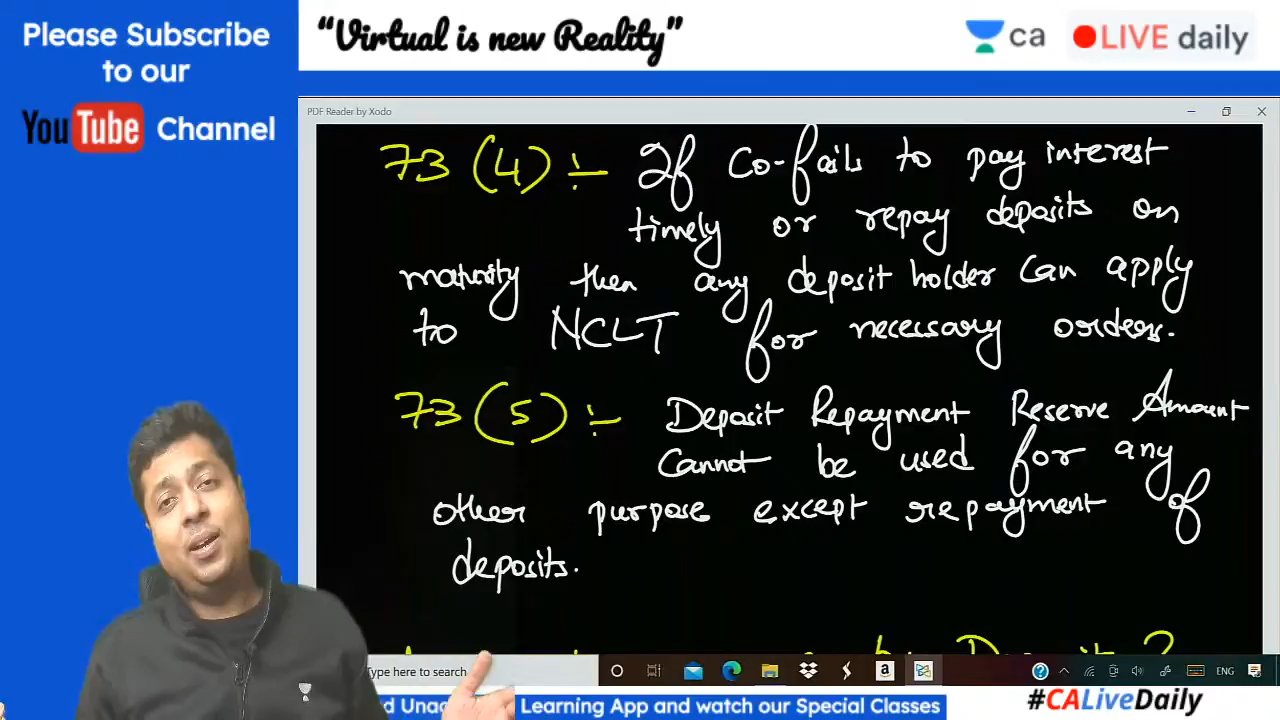 Please Subscribe
to our
YouTube Channel
“Virtual is new Reality”
ca
LIVE daily
PDF Reader by Xodo
73 (4) :- If Co-fails to pay interest
timely or repay deposits on
maturity then any deposit holder can apply
to NCLT for necessary orders.
73 (5) :- Deposit Repayment Reserve Amount
Cannot be used for any
other purpose except repayment of
deposits.
by Deposit ?
Type here to search
ENG
Learning App and watch our Special Classes
#CALiveDaily